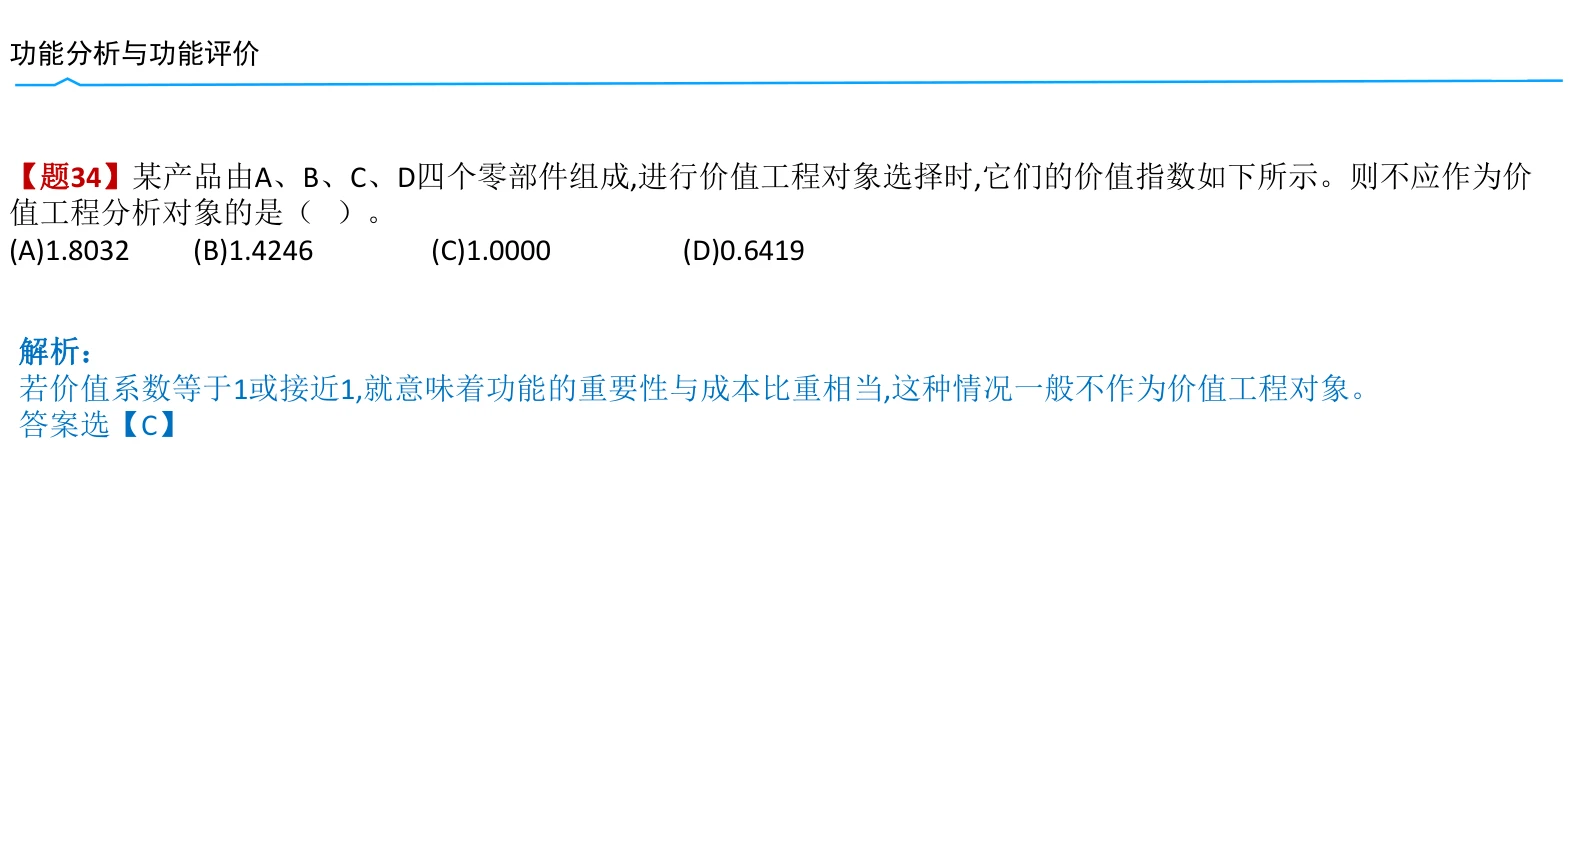 功能分析与功能评价
【题34】某产品由A、B、C、D四个零部件组成,进行价值工程对象选择时,它们的价值指数如下所示。则不应作为价
值工程分析对象的是（ ）。
(A)1.8032 (B)1.4246 (C)1.0000 (D)0.6419
解析：
若价值系数等于1或接近1,就意味着功能的重要性与成本比重相当,这种情况一般不作为价值工程对象。
答案选【C】